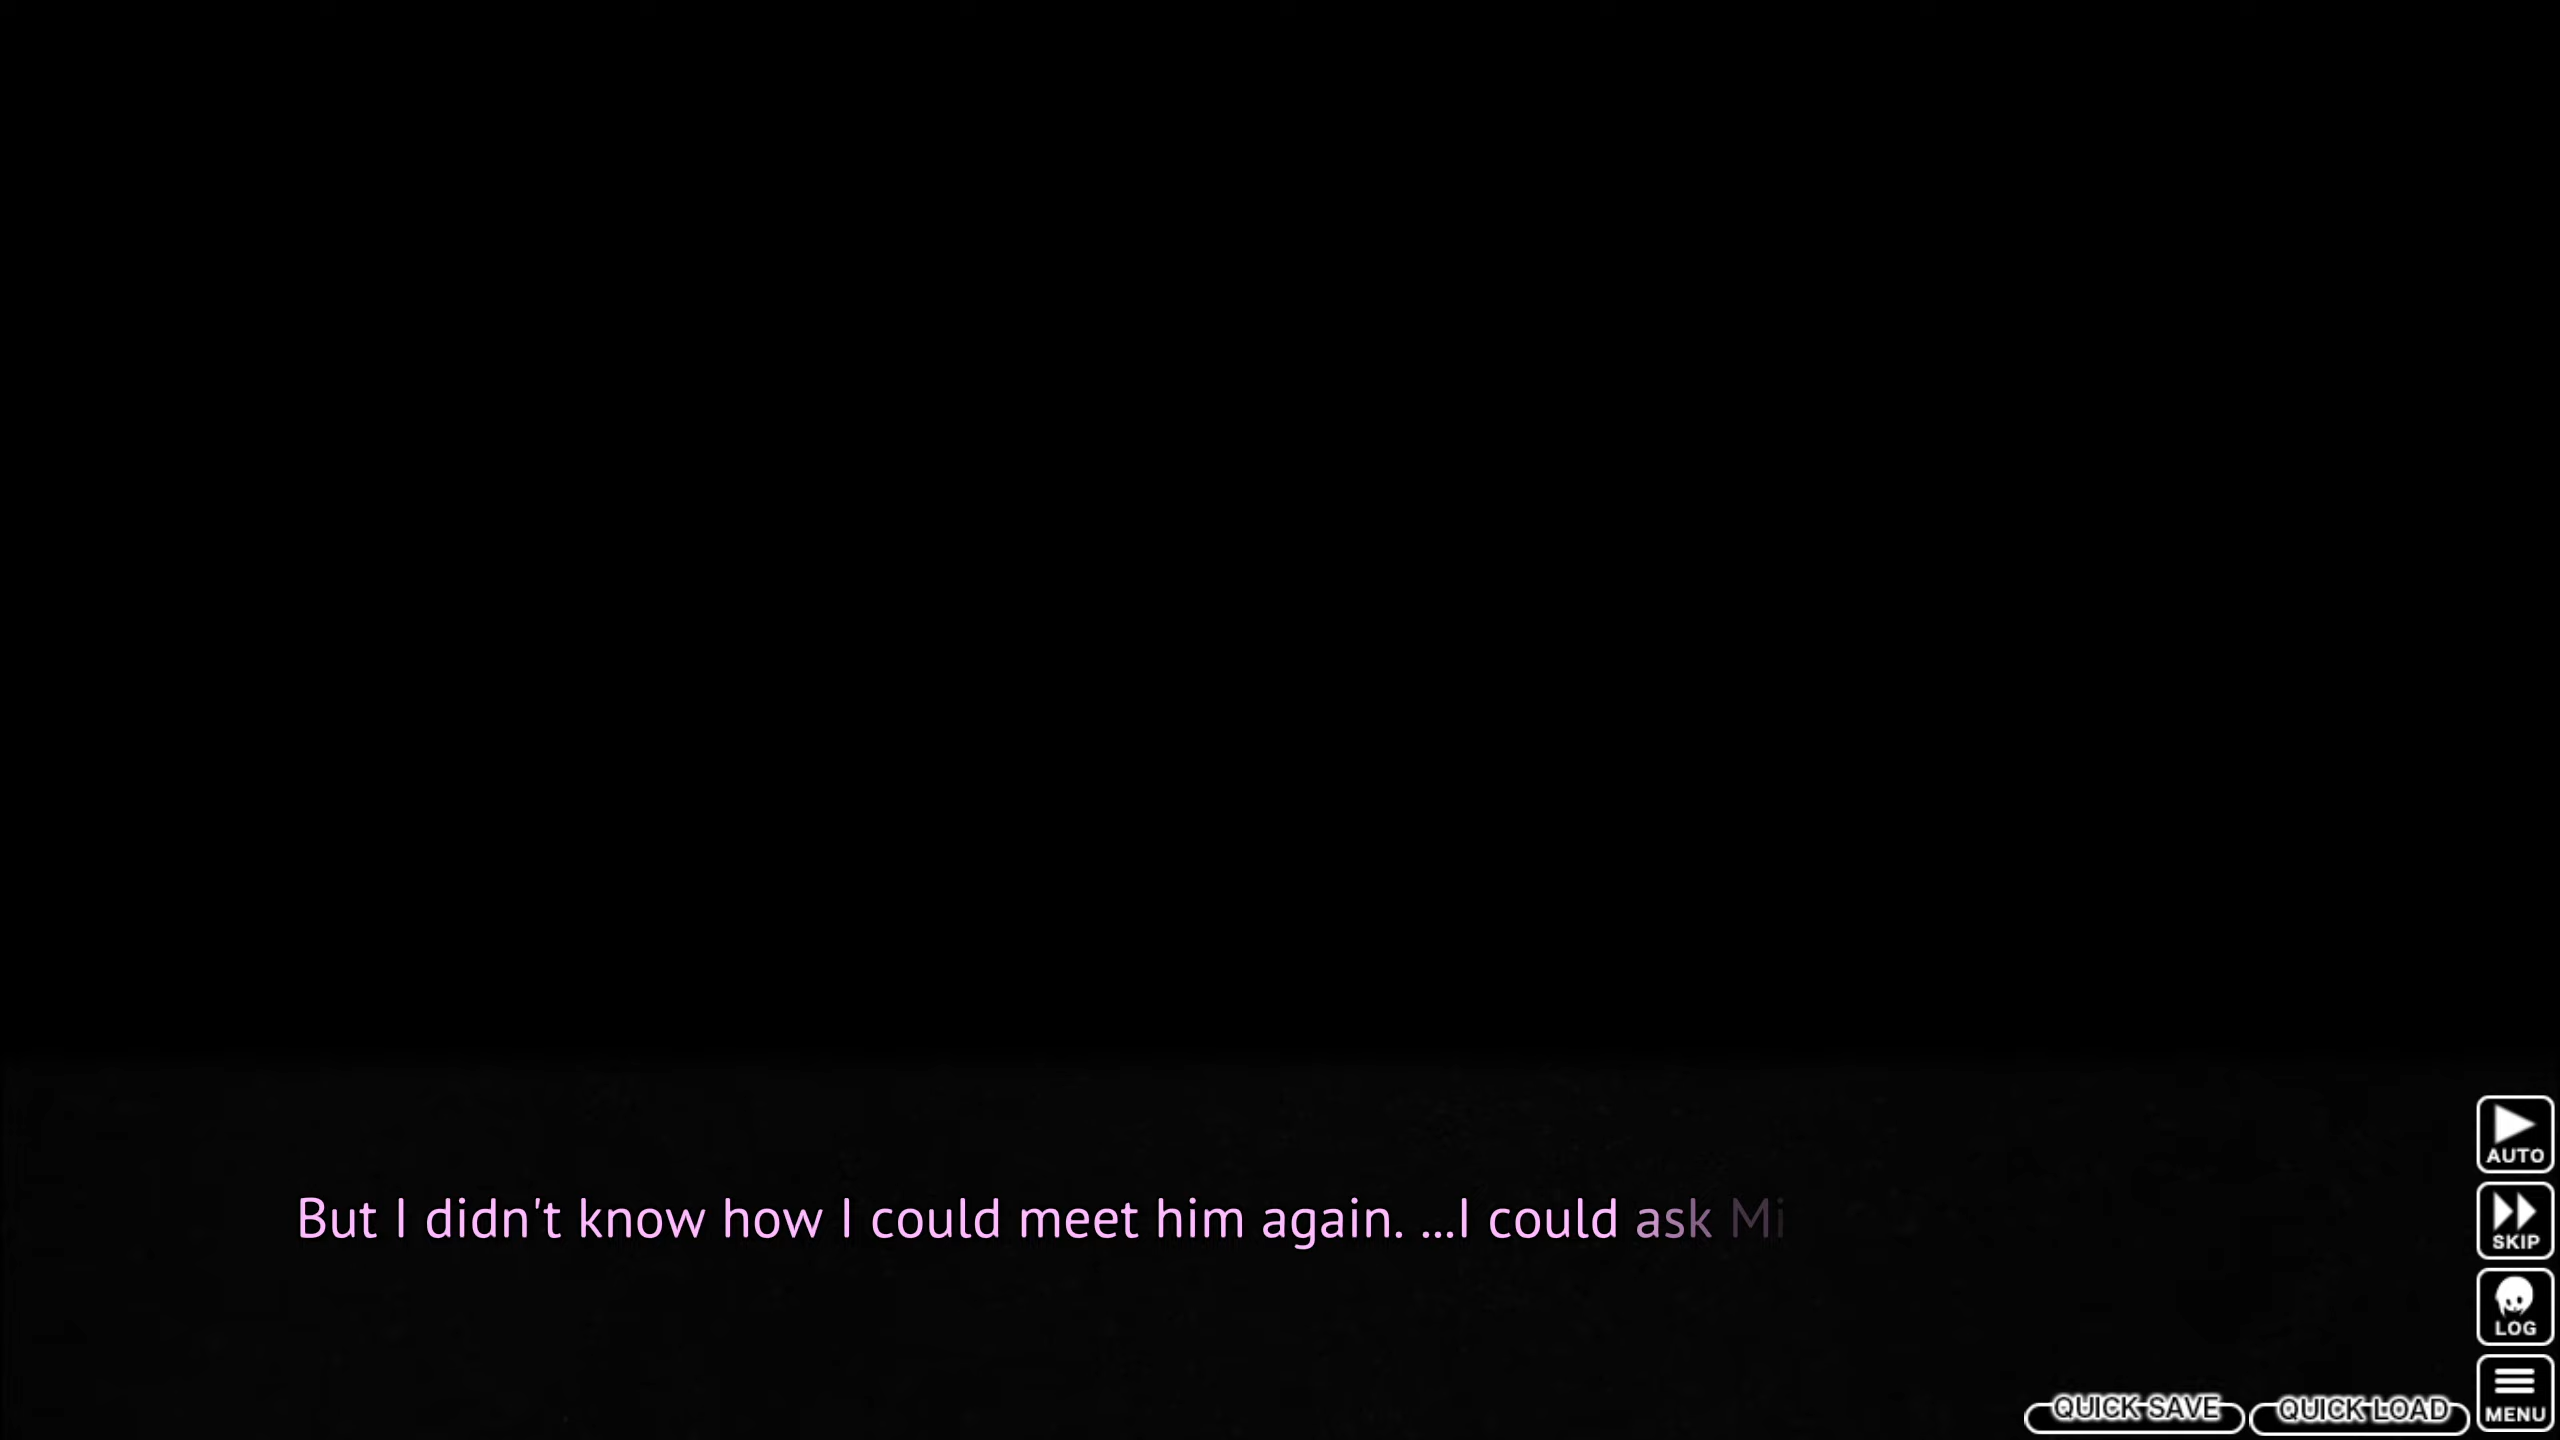 But I didn't know how I could meet him again. ...I could ask Mi
AUTO
SKIP
LOG
MENU
QUICK SAVE
QUICK LOAD